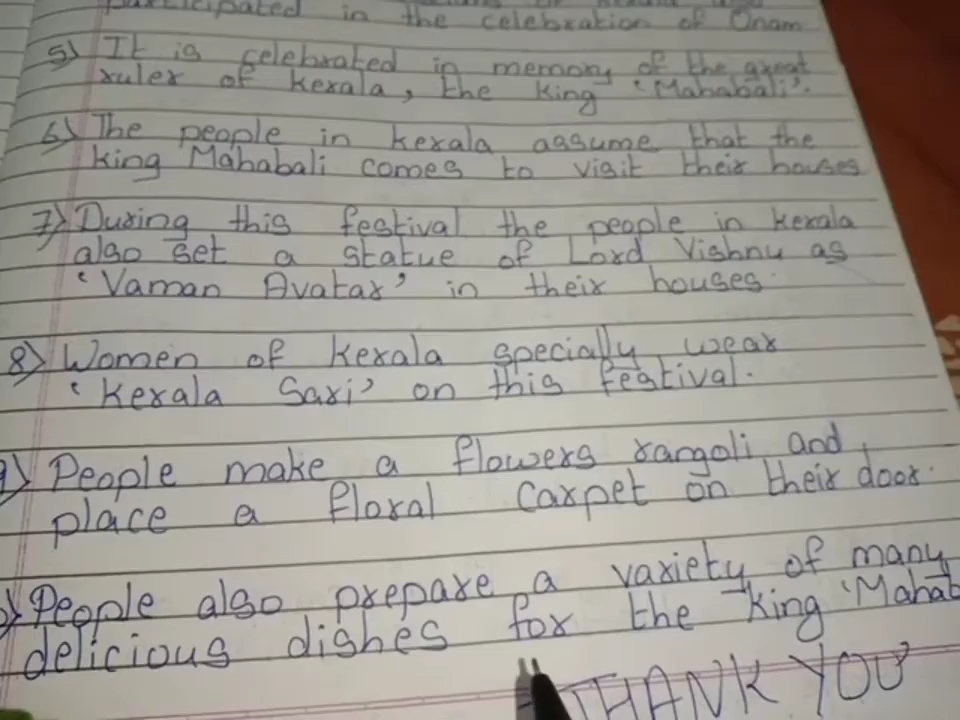 participated in the celebration of Onam
5) It is celebrated in memory of the great
ruler of Kerala, the King 'Mahabali'.
6) The people in Kerala assume that the
king Mahabali comes to visit their houses
7) During this festival the people in Kerala
also set a statue of Lord Vishnu as
'Vaman Avatar' in their houses.
8) Women of Kerala specially wear
'Kerala Sari' on this festival.
9) People make a flowers rangoli and
place a floral carpet on their door.
) People also prepare a variety of many
delicious dishes for the King 'Mahab
THANK YOU